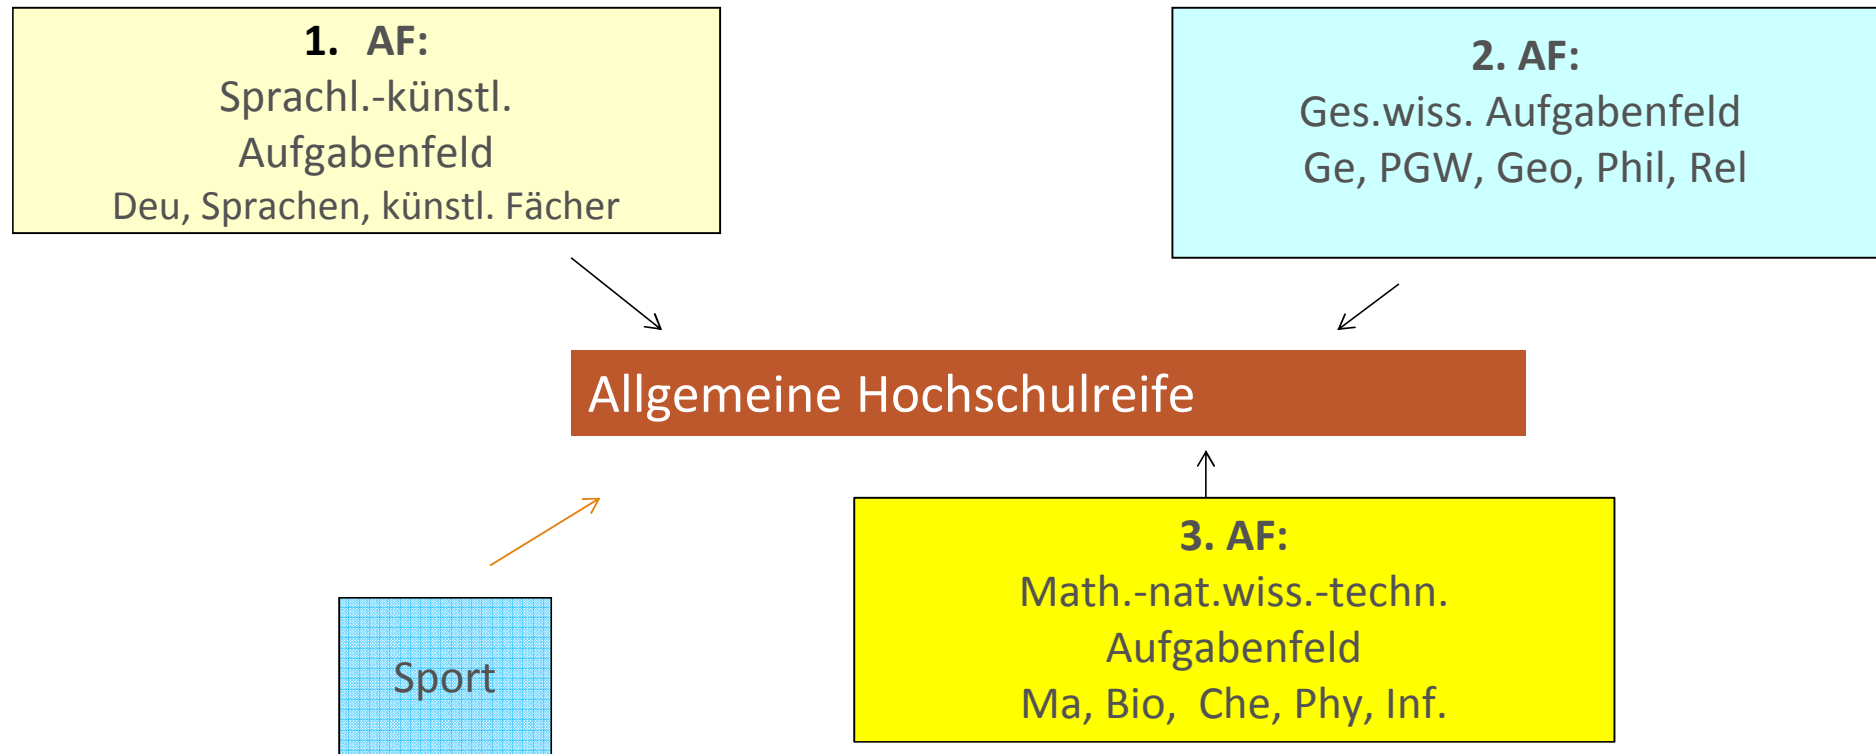 1. AF:
Sprachl.-künstl.
Aufgabenfeld
Deu, Sprachen, künstl. Fächer
2. AF:
Ges.wiss. Aufgabenfeld
Ge, PGW, Geo, Phil, Rel
Allgemeine Hochschulreife
3. AF:
Math.-nat.wiss.-techn.
Aufgabenfeld
Ma, Bio, Che, Phy, Inf.
Sport